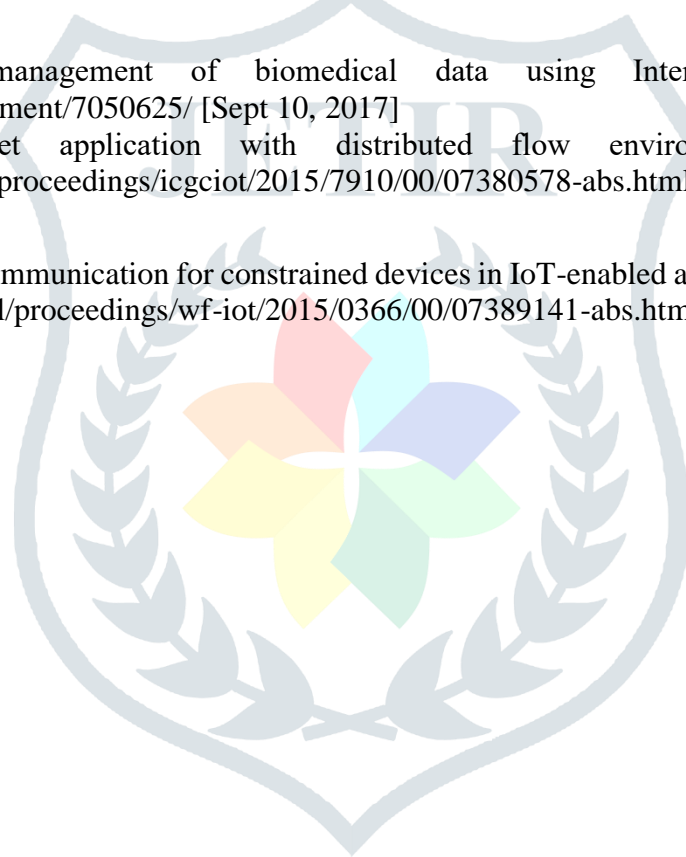 management of biomedical data using Inter
ment/7050625/ [Sept 10, 2017]
et application with distributed flow enviro
proceedings/icgciot/2015/7910/00/07380578-abs.html
JETIR
mmunication for constrained devices in IoT-enabled a
l/proceedings/wf-iot/2015/0366/00/07389141-abs.htm